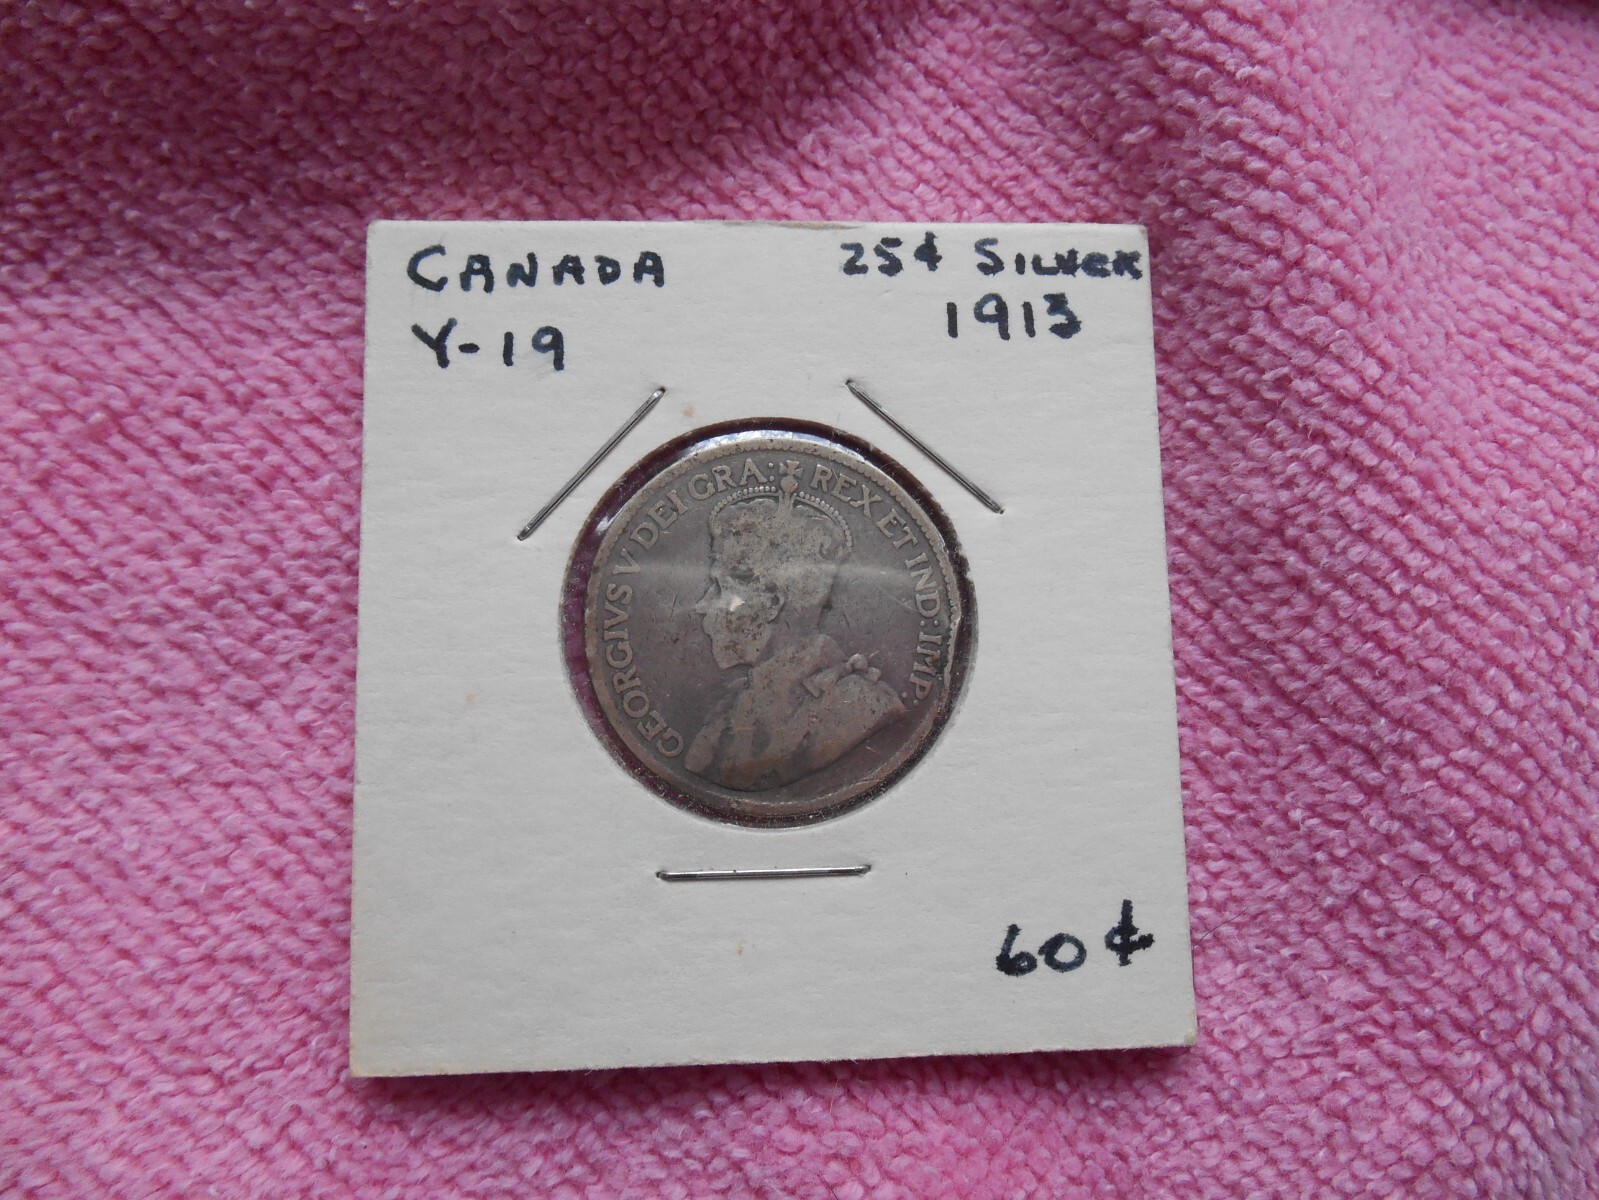 CANADA
25¢ SILVER
Y-19
1913
GEORGIVS V DEI GRA: REX ET IND: IMP.
60¢